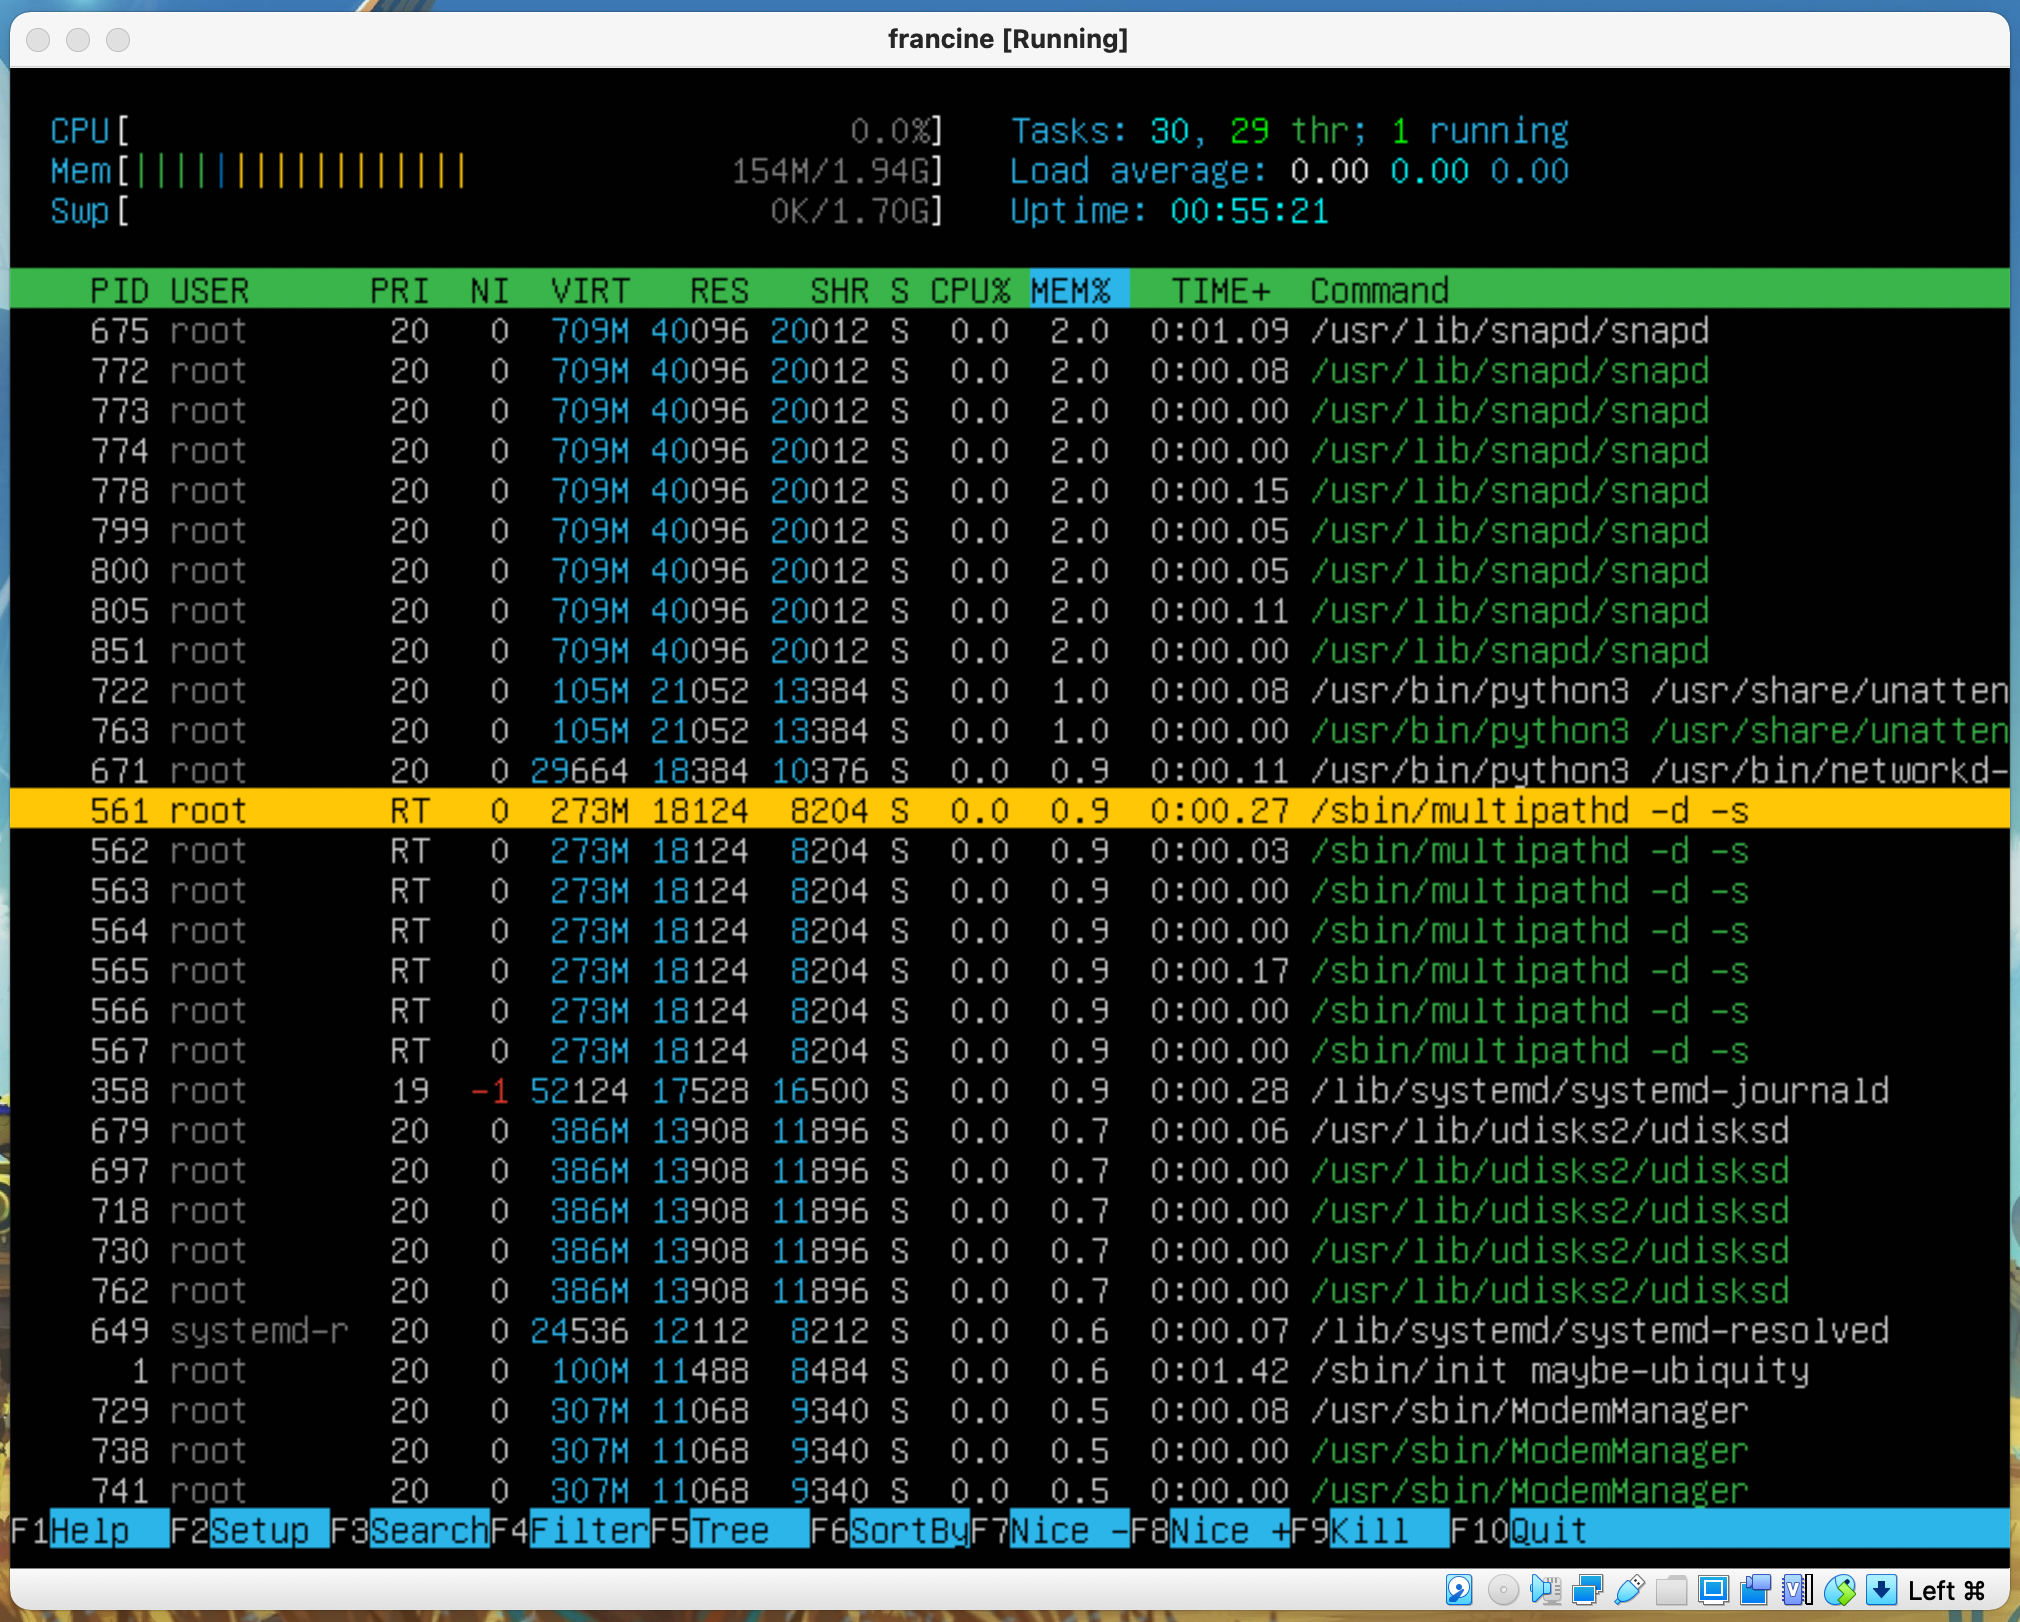 francine [Running]
CPU[ 0.0%] Tasks: 30, 29 thr; 1 running
Mem[||||||||||||||||| 154M/1.94G] Load average: 0.00 0.00 0.00
Swp[ 0K/1.70G] Uptime: 00:55:21
PID USER PRI NI VIRT RES SHR S CPU% MEM% TIME+ Command
675 root 20 0 709M 40096 20012 S 0.0 2.0 0:01.09 /usr/lib/snapd/snapd
772 root 20 0 709M 40096 20012 S 0.0 2.0 0:00.08 /usr/lib/snapd/snapd
773 root 20 0 709M 40096 20012 S 0.0 2.0 0:00.00 /usr/lib/snapd/snapd
774 root 20 0 709M 40096 20012 S 0.0 2.0 0:00.00 /usr/lib/snapd/snapd
778 root 20 0 709M 40096 20012 S 0.0 2.0 0:00.15 /usr/lib/snapd/snapd
799 root 20 0 709M 40096 20012 S 0.0 2.0 0:00.05 /usr/lib/snapd/snapd
800 root 20 0 709M 40096 20012 S 0.0 2.0 0:00.05 /usr/lib/snapd/snapd
805 root 20 0 709M 40096 20012 S 0.0 2.0 0:00.11 /usr/lib/snapd/snapd
851 root 20 0 709M 40096 20012 S 0.0 2.0 0:00.00 /usr/lib/snapd/snapd
722 root 20 0 105M 21052 13384 S 0.0 1.0 0:00.08 /usr/bin/python3 /usr/share/unatten
763 root 20 0 105M 21052 13384 S 0.0 1.0 0:00.00 /usr/bin/python3 /usr/share/unatten
671 root 20 0 29664 18384 10376 S 0.0 0.9 0:00.11 /usr/bin/python3 /usr/bin/networkd-
561 root RT 0 273M 18124 8204 S 0.0 0.9 0:00.27 /sbin/multipathd -d -s
562 root RT 0 273M 18124 8204 S 0.0 0.9 0:00.03 /sbin/multipathd -d -s
563 root RT 0 273M 18124 8204 S 0.0 0.9 0:00.00 /sbin/multipathd -d -s
564 root RT 0 273M 18124 8204 S 0.0 0.9 0:00.00 /sbin/multipathd -d -s
565 root RT 0 273M 18124 8204 S 0.0 0.9 0:00.17 /sbin/multipathd -d -s
566 root RT 0 273M 18124 8204 S 0.0 0.9 0:00.00 /sbin/multipathd -d -s
567 root RT 0 273M 18124 8204 S 0.0 0.9 0:00.00 /sbin/multipathd -d -s
358 root 19 -1 52124 17528 16500 S 0.0 0.9 0:00.28 /lib/systemd/systemd-journald
679 root 20 0 386M 13908 11896 S 0.0 0.7 0:00.06 /usr/lib/udisks2/udisksd
697 root 20 0 386M 13908 11896 S 0.0 0.7 0:00.00 /usr/lib/udisks2/udisksd
718 root 20 0 386M 13908 11896 S 0.0 0.7 0:00.00 /usr/lib/udisks2/udisksd
730 root 20 0 386M 13908 11896 S 0.0 0.7 0:00.00 /usr/lib/udisks2/udisksd
762 root 20 0 386M 13908 11896 S 0.0 0.7 0:00.00 /usr/lib/udisks2/udisksd
649 systemd-r 20 0 24536 12112 8212 S 0.0 0.6 0:00.07 /lib/systemd/systemd-resolved
1 root 20 0 100M 11488 8484 S 0.0 0.6 0:01.42 /sbin/init maybe-ubiquity
729 root 20 0 307M 11068 9340 S 0.0 0.5 0:00.08 /usr/sbin/ModemManager
738 root 20 0 307M 11068 9340 S 0.0 0.5 0:00.00 /usr/sbin/ModemManager
741 root 20 0 307M 11068 9340 S 0.0 0.5 0:00.00 /usr/sbin/ModemManager
F1Help F2Setup F3SearchF4FilterF5Tree F6SortByF7Nice -F8Nice +F9Kill F10Quit
Left ⌘